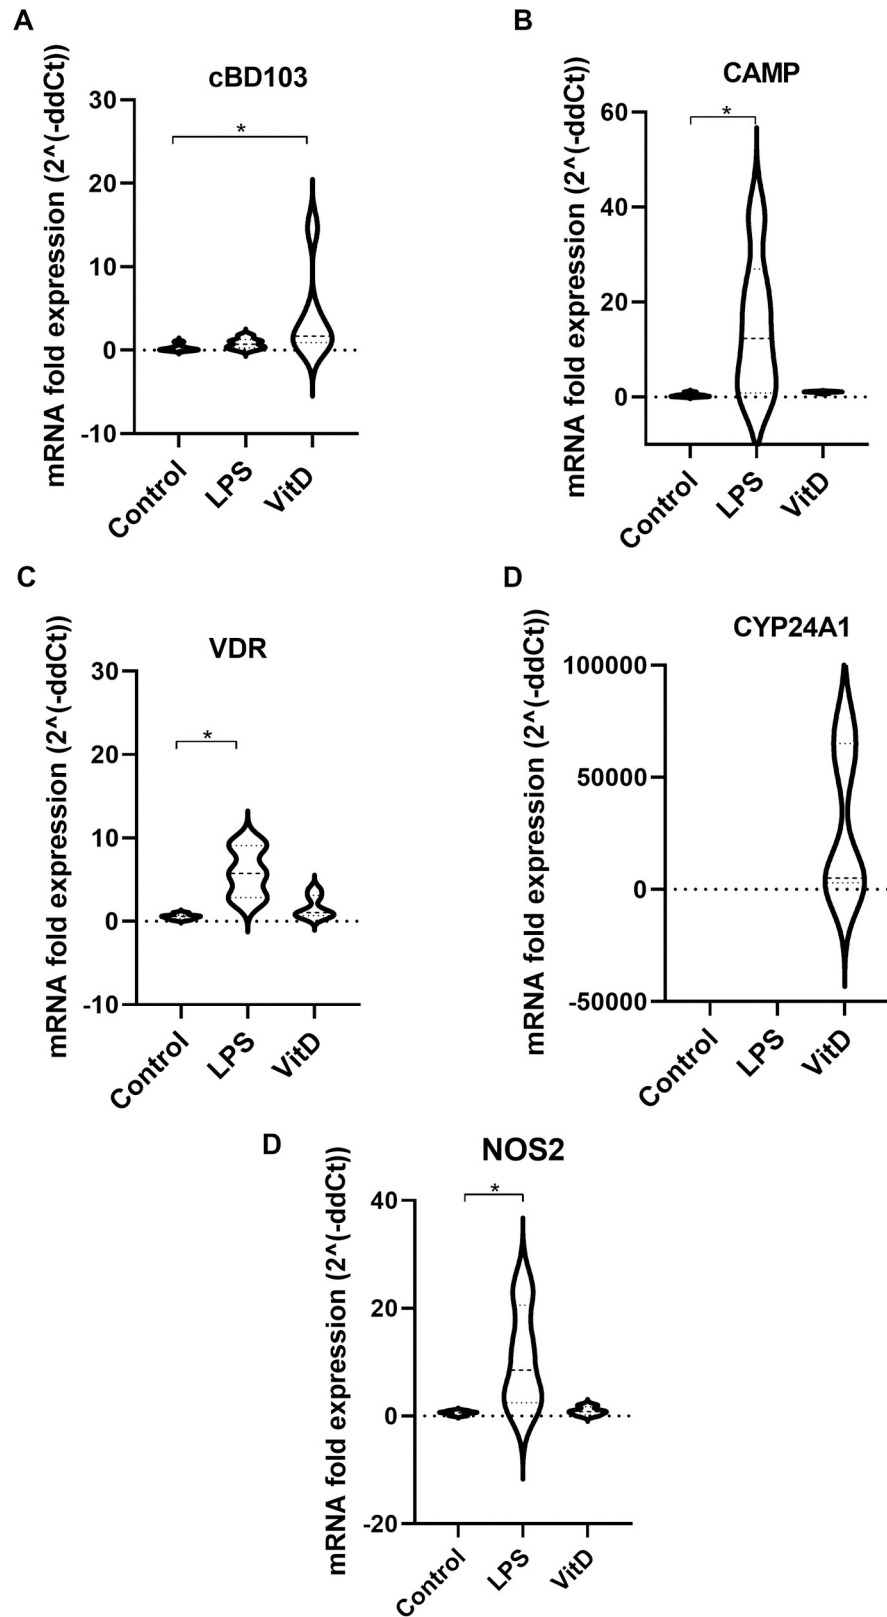 A
cBD103
mRNA fold expression (2^(-ddCt))
30
20
10
0
-10
*
Control
LPS
VitD
B
CAMP
mRNA fold expression (2^(-ddCt))
60
40
20
0
*
Control
LPS
VitD
C
VDR
mRNA fold expression (2^(-ddCt))
30
20
10
0
-10
*
Control
LPS
VitD
D
CYP24A1
mRNA fold expression (2^(-ddCt))
100000
50000
0
-50000
Control
LPS
VitD
D
NOS2
mRNA fold expression (2^(-ddCt))
40
20
0
-20
*
Control
LPS
VitD